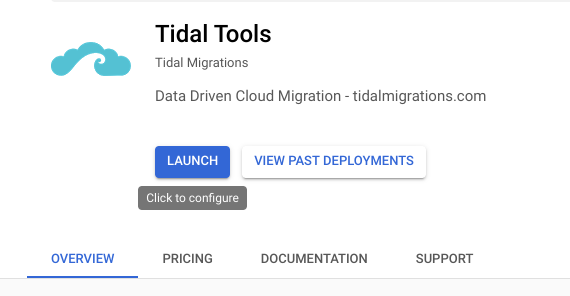 Tidal Tools
Tidal Migrations
Data Driven Cloud Migration - tidalmigrations.com
LAUNCH VIEW PAST DEPLOYMENTS
Click to configure
OVERVIEW PRICING DOCUMENTATION SUPPORT